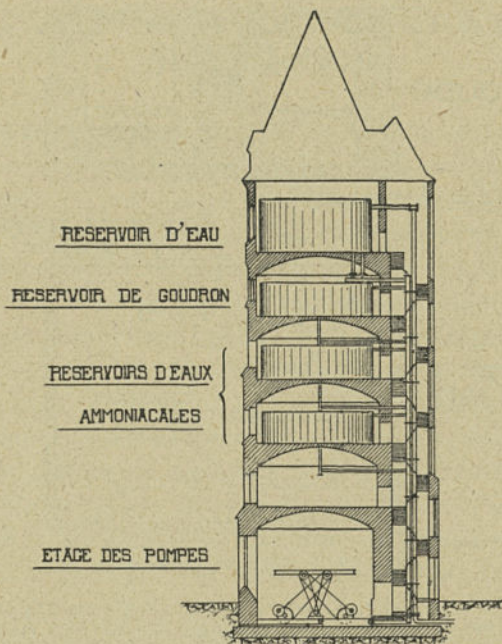 RESERVOIR D'EAU
RESERVOIR DE GOUDRON
RESERVOIRS D'EAUX
AMMONIACALES
ETAGE DES POMPES